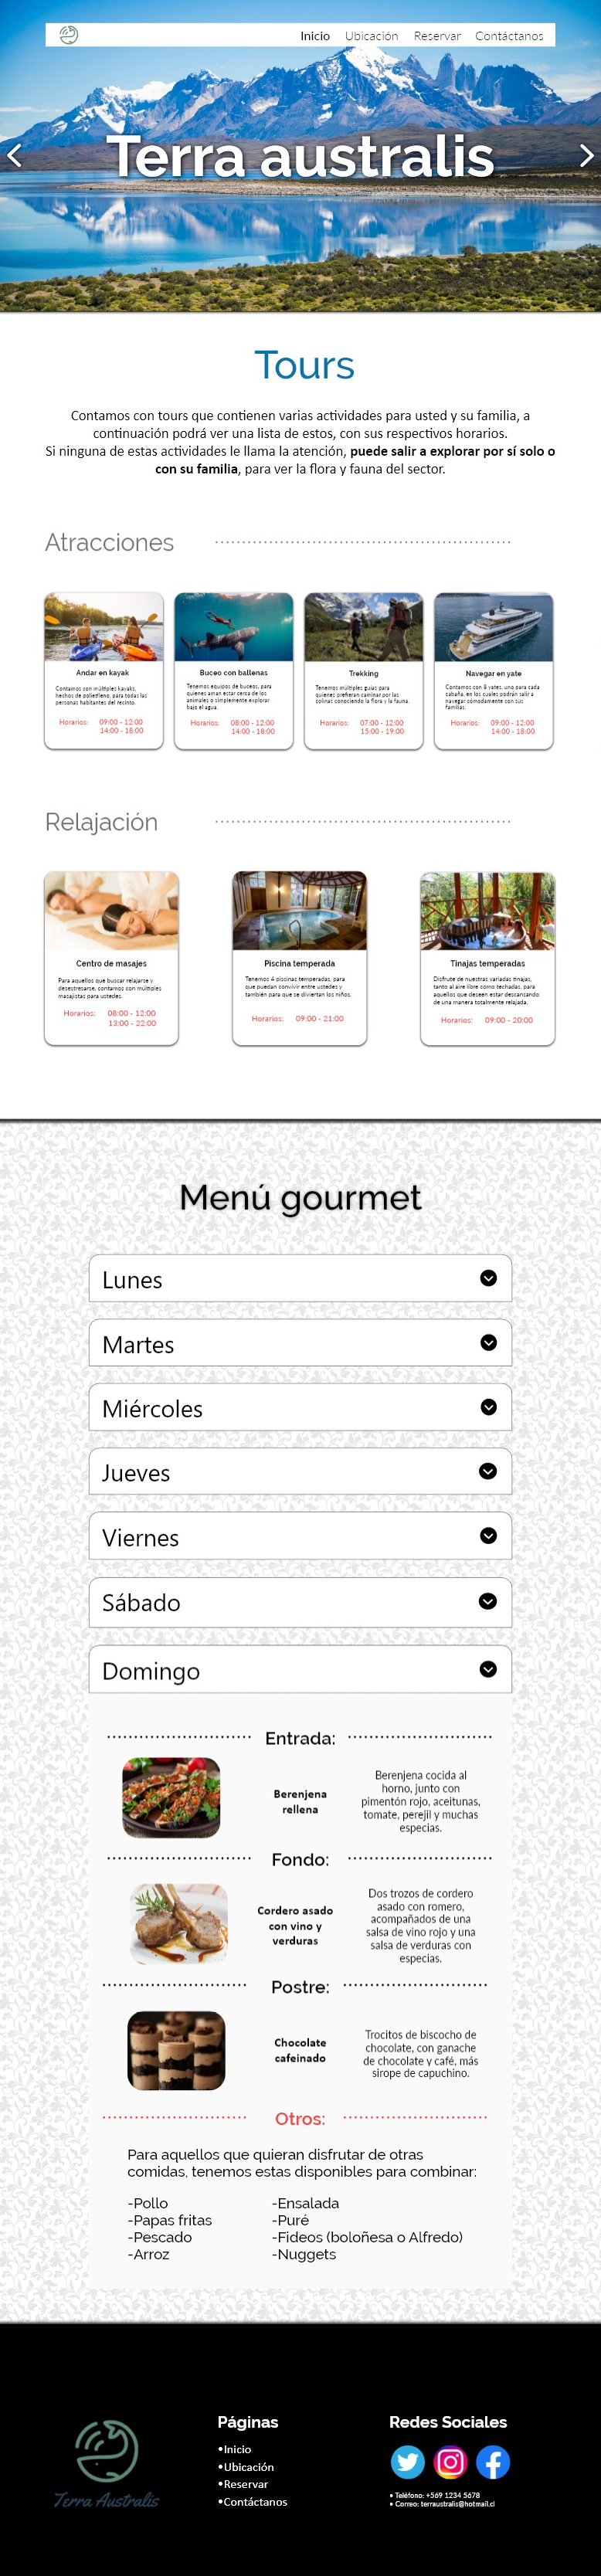 Inicio Ubicación Reservar Contáctanos
Terra australis
Tours
Contamos con tours que contienen varias actividades para usted y su familia, a
continuación podrá ver una lista de estos, con sus respectivos horarios.
Si ninguna de estas actividades le llama la atención, puede salir a explorar por sí solo o
con su familia, para ver la flora y fauna del sector.
Atracciones
Andar en kayak
Contamos con múltiples kayaks,
hechos de polietileno, para todas las
personas habitantes del recinto.
Horarios: 09:00 - 12:00
14:00 - 18:00
Buceo con ballenas
Tenemos equipos de buceo, para
quienes aman estar cerca de los
animales o simplemente explorar
bajo el agua.
Horarios: 08:00 - 12:00
14:00 - 18:00
Trekking
Tenemos múltiples guías para
quienes prefieran caminar por las
colinas conociendo la flora y la fauna.
Horarios: 07:00 - 12:00
15:00 - 19:00
Navegar en yate
Contamos con 8 yates, uno para cada
cabaña, en los cuales podrán salir a
navegar cómodamente con sus
familias.
Horarios: 09:00 - 12:00
14:00 - 18:00
Relajación
Centro de masajes
Para aquellos que buscar relajarse y
desestresarse, contamos con múltiples
masajistas para ustedes.
Horarios: 08:00 - 12:00
13:00 - 22:00
Piscina temperada
Tenemos 4 piscinas temperadas, para
que puedan convivir entre ustedes y
también para que se diviertan los niños.
Horarios: 09:00 - 21:00
Tinajas temperadas
Disfrute de nuestras variadas tinajas,
tanto al aire libre como techadas, para
aquellos que deseen estar descansando
de una manera totalmente relajada.
Horarios: 09:00 - 20:00
Menú gourmet
Lunes
Martes
Miércoles
Jueves
Viernes
Sábado
Domingo
Entrada:
Berenjena
rellena
Berenjena cocida al
horno, junto con
pimentón rojo, aceitunas,
tomate, perejil y muchas
especias.
Fondo:
Cordero asado
con vino y
verduras
Dos trozos de cordero
asado con romero,
acompañados de una
salsa de vino rojo y una
salsa de verduras con
especias.
Postre:
Chocolate
cafeinado
Trocitos de biscocho de
chocolate, con ganache
de chocolate y café, más
sirope de capuchino.
Otros:
Para aquellos que quieran disfrutar de otras
comidas, tenemos estas disponibles para combinar:
-Pollo
-Papas fritas
-Pescado
-Arroz
-Ensalada
-Puré
-Fideos (boloñesa o Alfredo)
-Nuggets
Terra Australis
Páginas
•Inicio
•Ubicación
•Reservar
•Contáctanos
Redes Sociales
• Teléfono: +569 1234 5678
• Correo: terraustralis@hotmail.cl